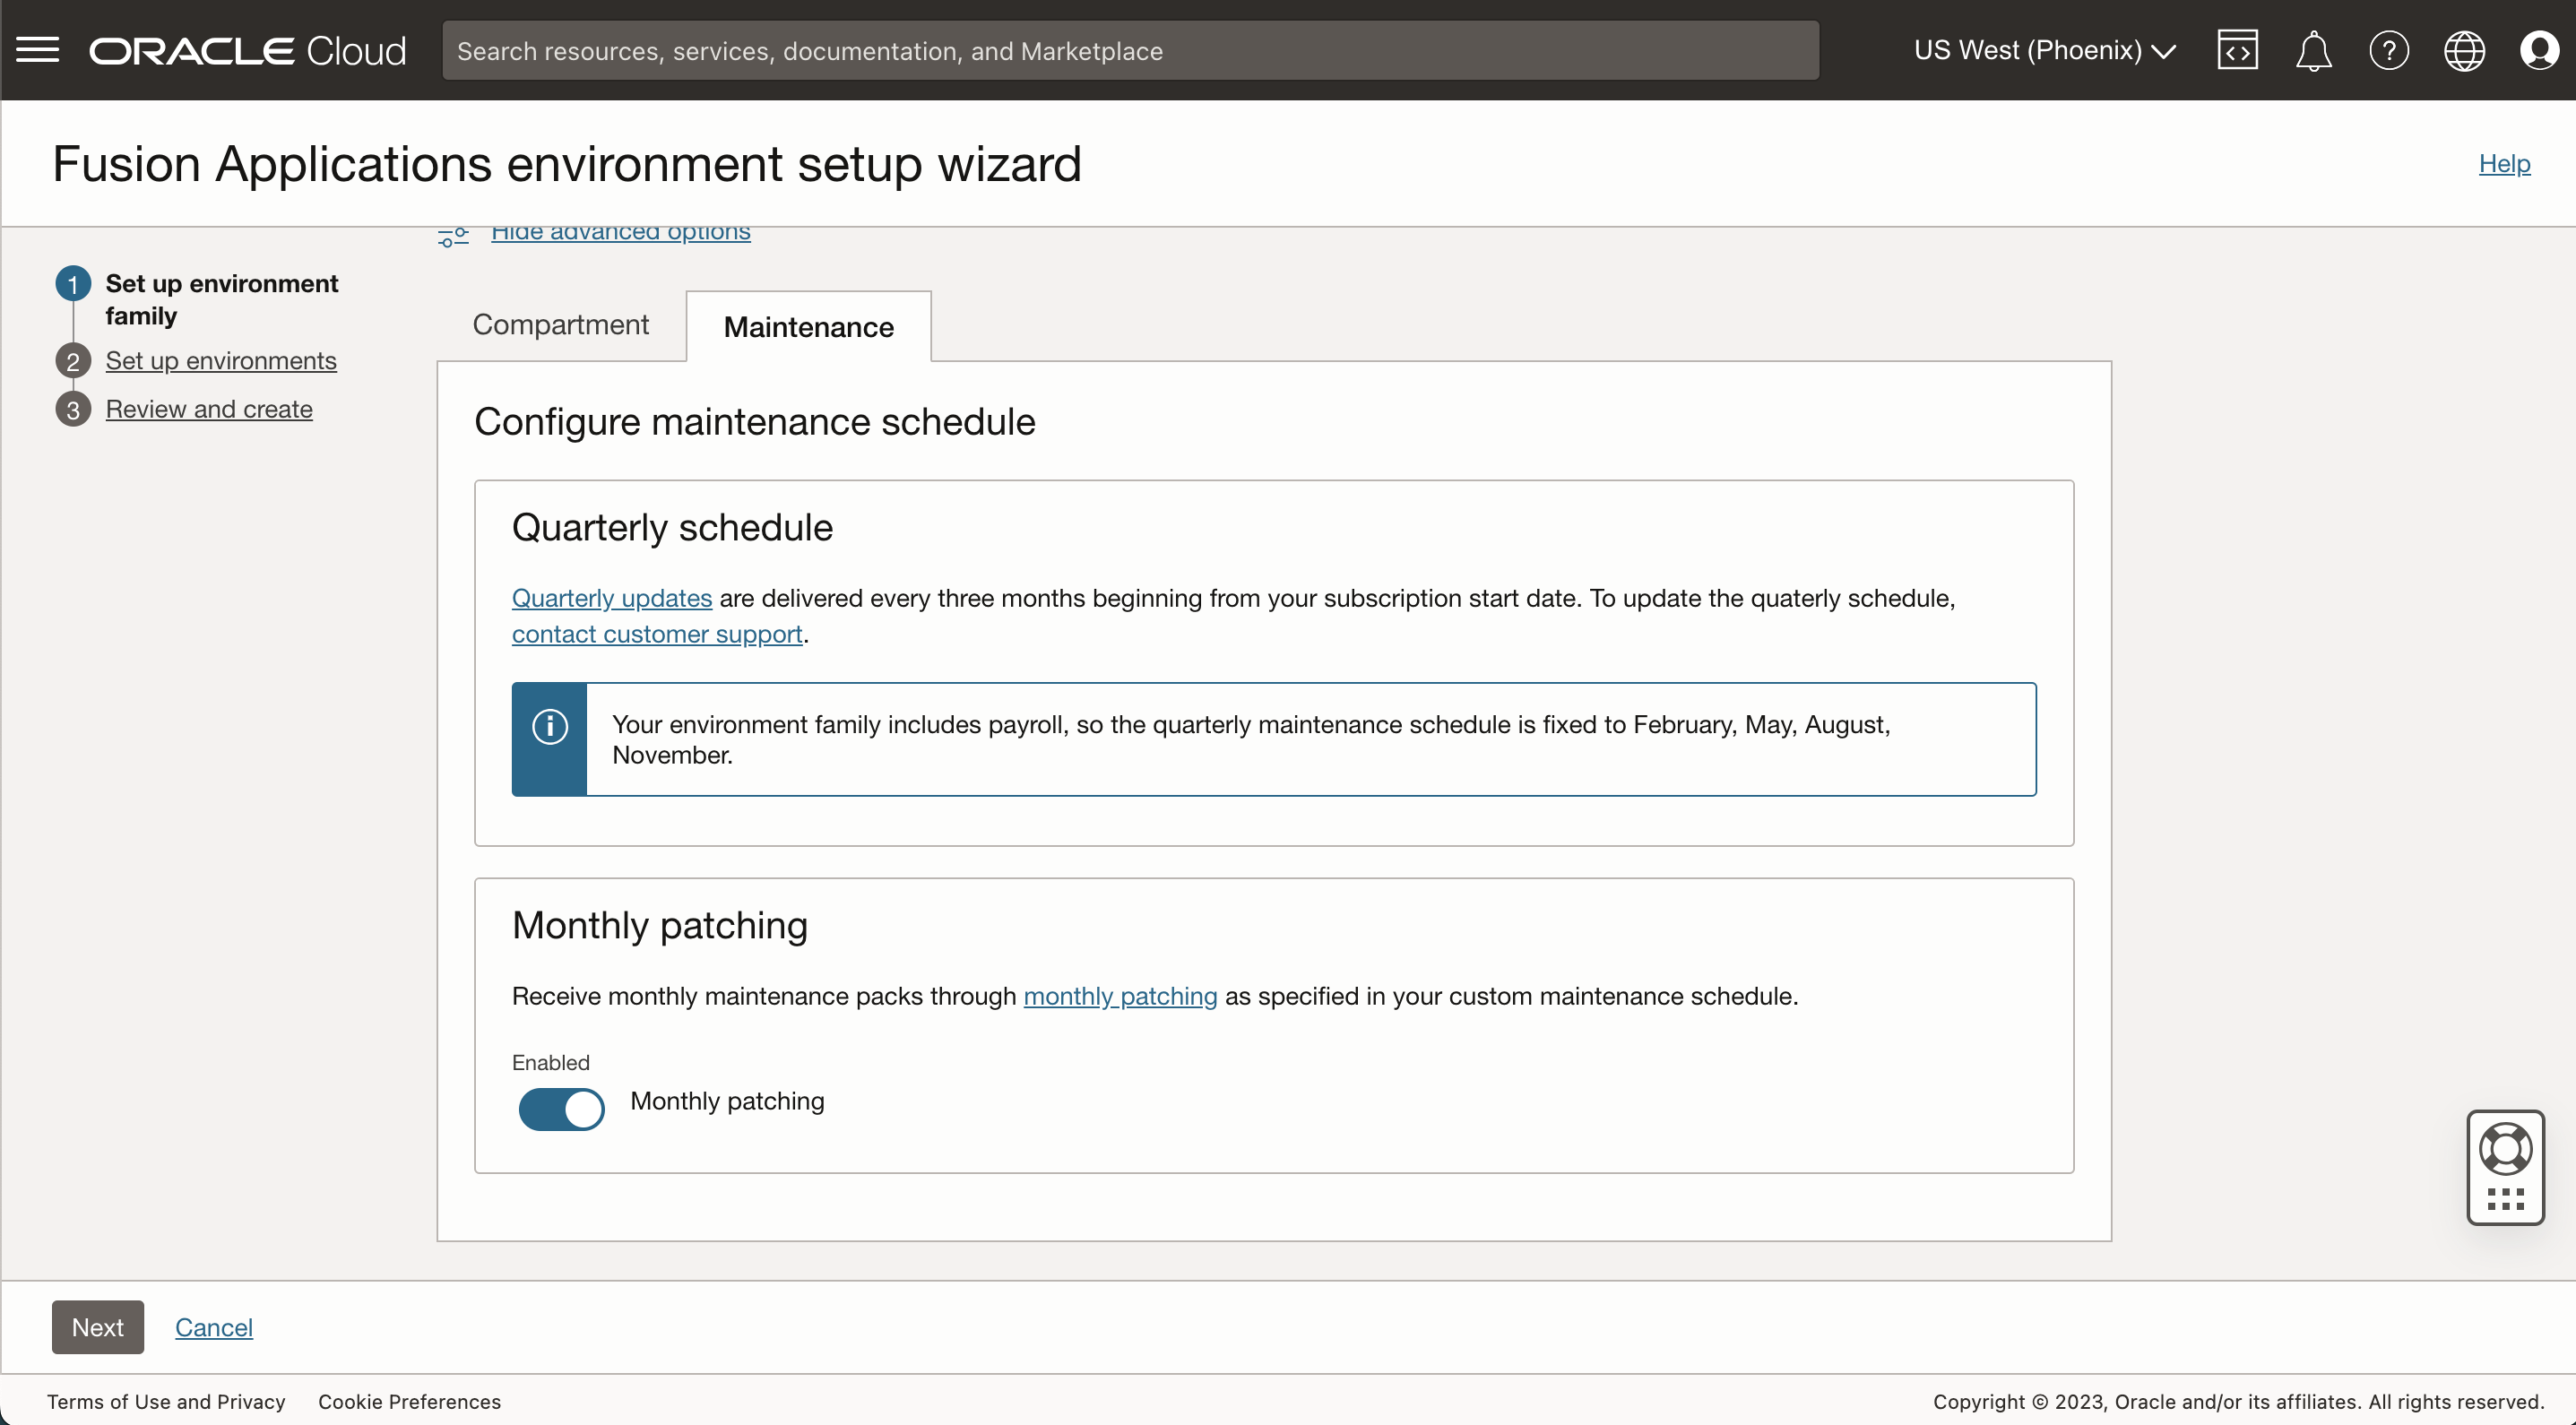 ORACLE Cloud
Search resources, services, documentation, and Marketplace
US West (Phoenix)
Fusion Applications environment setup wizard
Help
Hide advanced options
1 Set up environment
family
2 Set up environments
3 Review and create
Compartment
Maintenance
Configure maintenance schedule
Quarterly schedule
Quarterly updates are delivered every three months beginning from your subscription start date. To update the quaterly schedule,
contact customer support.
Your environment family includes payroll, so the quarterly maintenance schedule is fixed to February, May, August,
November.
Monthly patching
Receive monthly maintenance packs through monthly patching as specified in your custom maintenance schedule.
Enabled
Monthly patching
Next
Cancel
Terms of Use and Privacy
Cookie Preferences
Copyright © 2023, Oracle and/or its affiliates. All rights reserved.